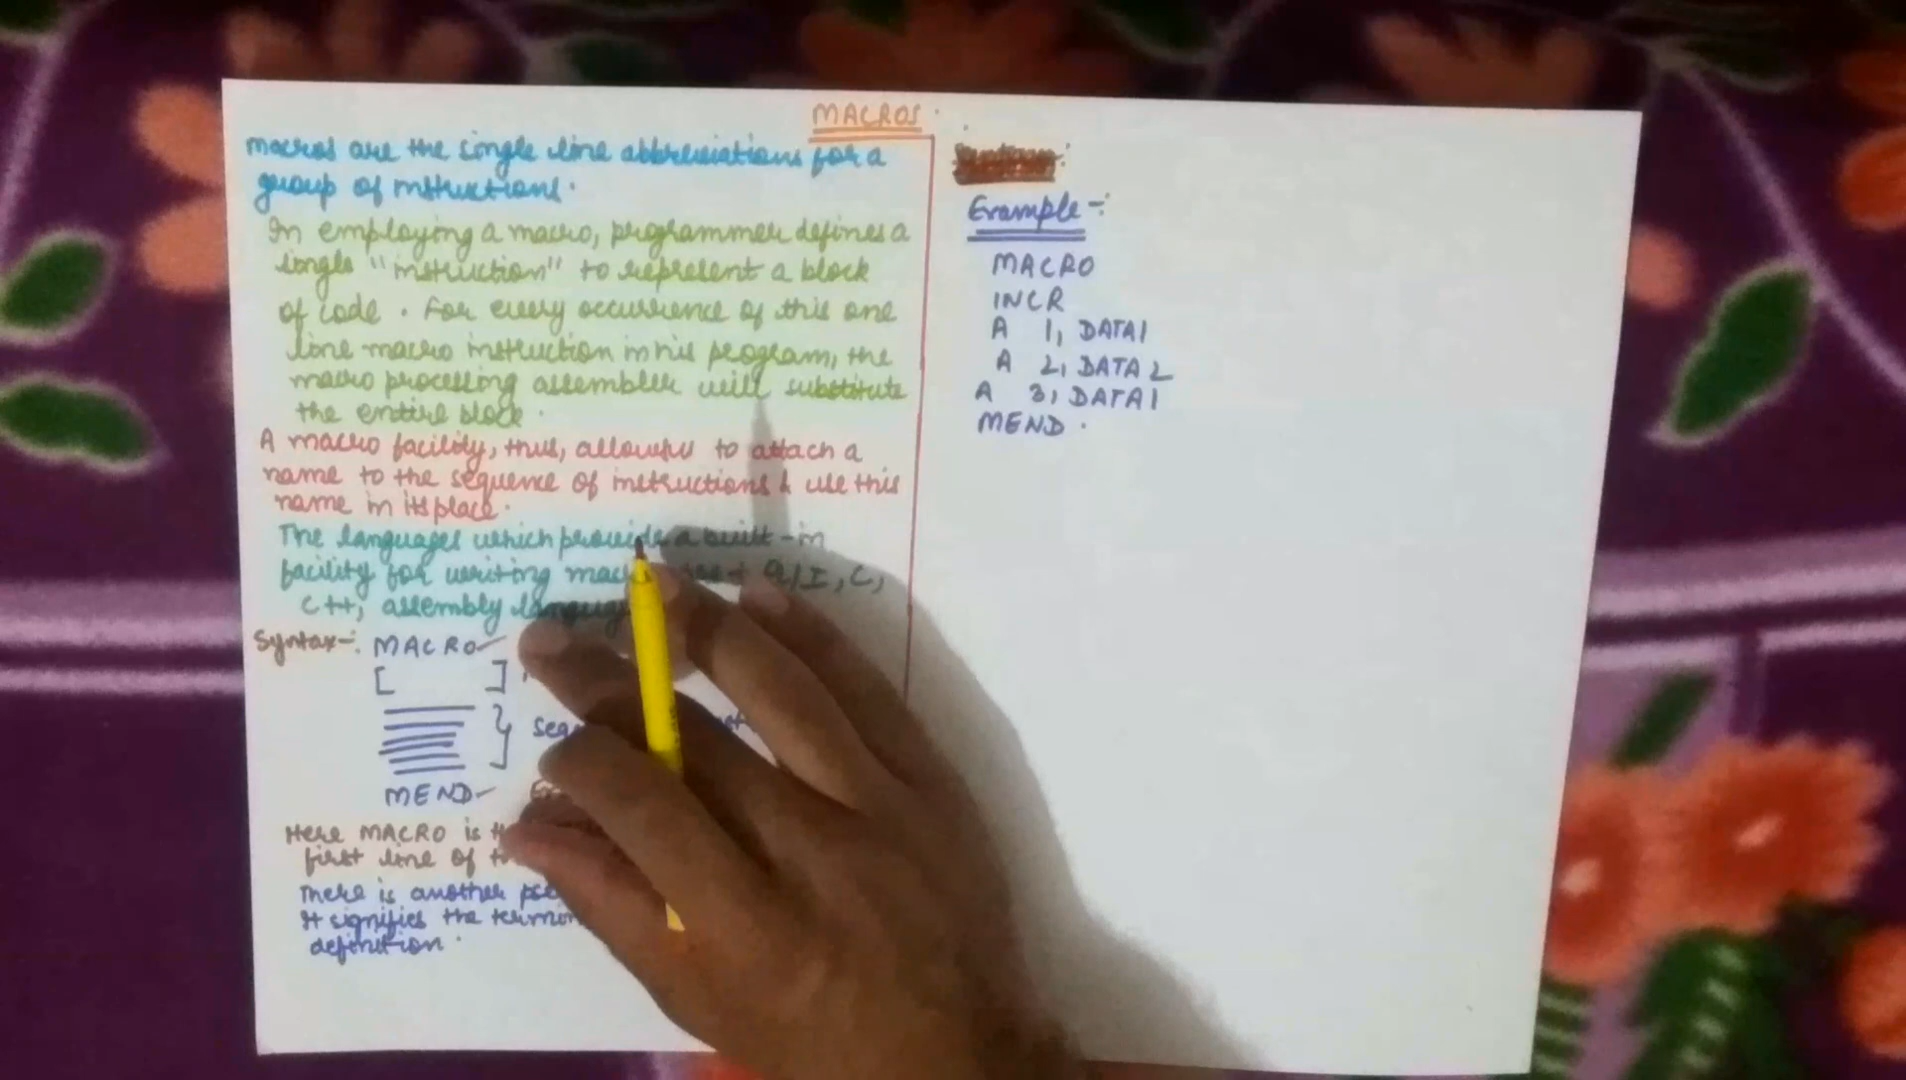 MACROS.
Macros are the single line abbreviations for a
group of instructions.
In employing a macro, programmer defines a
single "instruction" to represent a block
of code. For every occurrence of this one
line macro instruction in his program, the
macro processing assembler will substitute
the entire block.
A macro facility, thus, allows us to attach a
name to the sequence of instructions & use this
name in its place.
The languages which provide a built-in
facility for writing PL/I, C,
C++, assembly
Syntax-: MACRO
[ ]
MEND
Here MACRO is
first line of
There is another
It signifies the
definition.
Example-:
MACRO
INCR
A 1, DATA1
A 2, DATA2
A 3, DATA1
MEND.